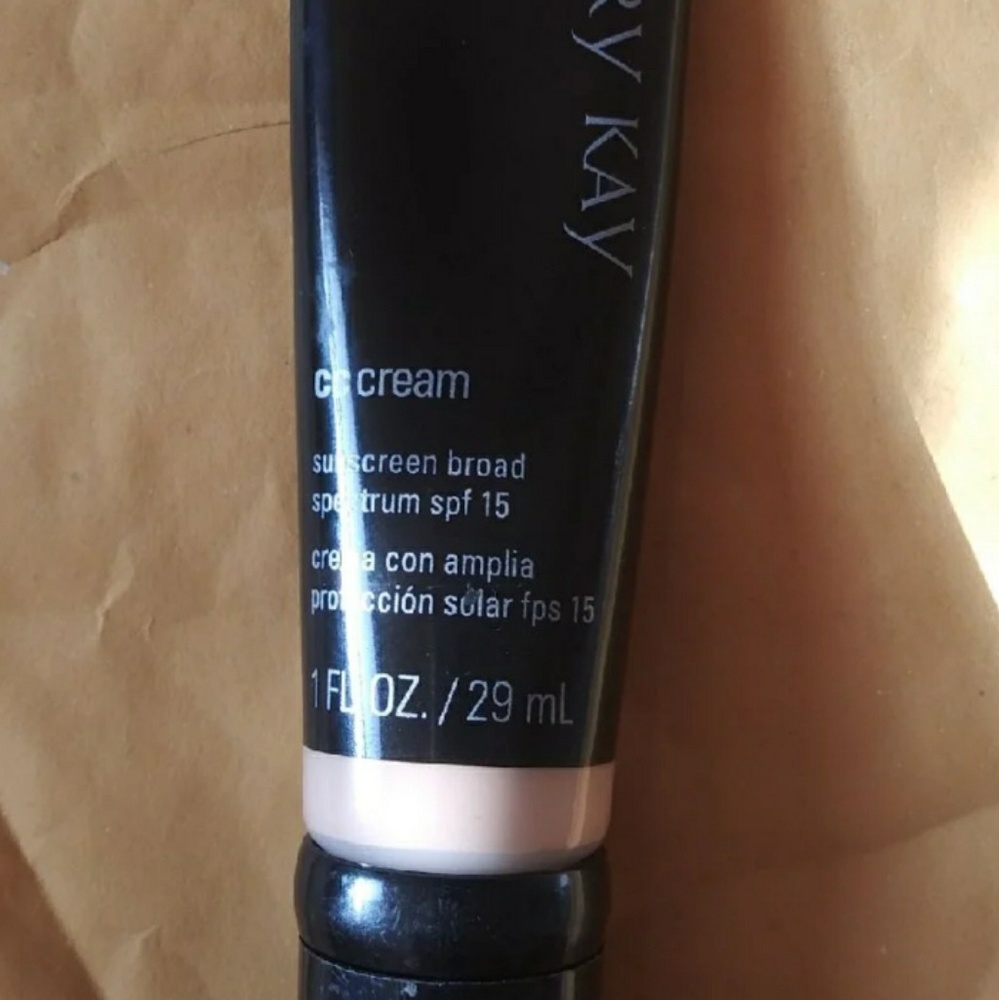 RY KAY
cc cream
sunscreen broad
spectrum spf 15
crema con amplia
protección solar fps 15
1 FL OZ. / 29 mL